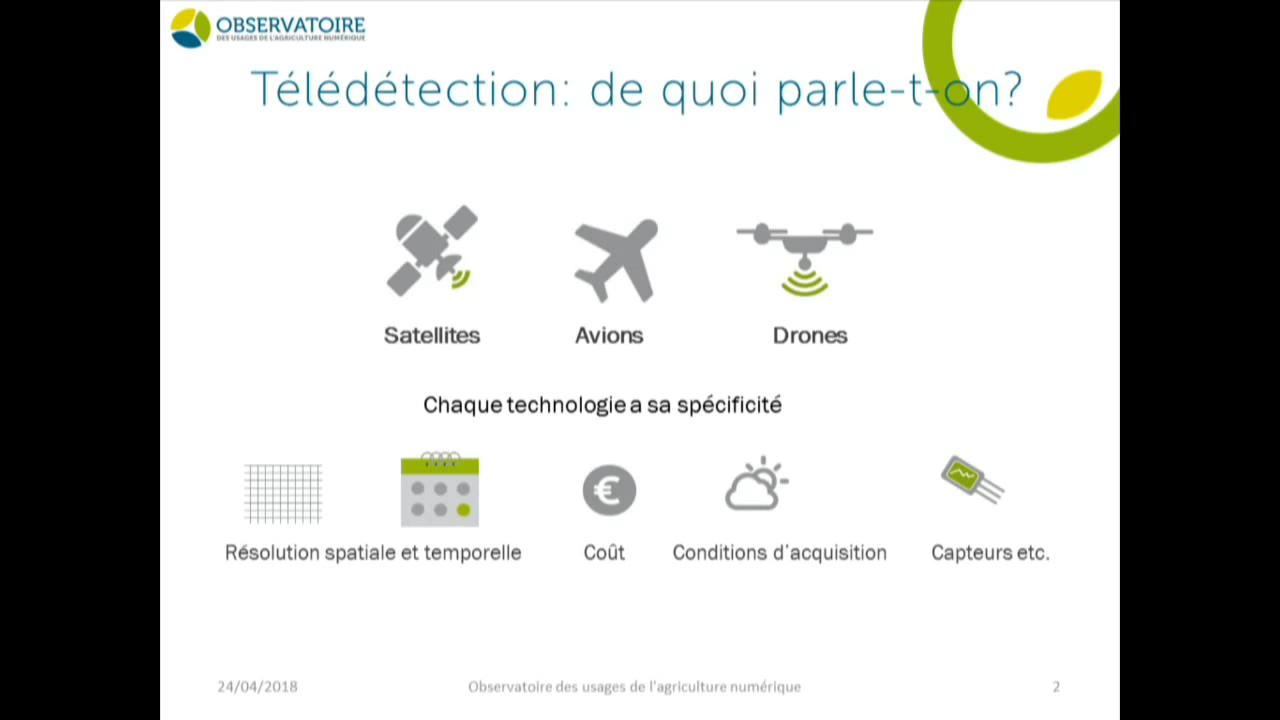 OBSERVATOIRE
DES USAGES DE L'AGRICULTURE NUMÉRIQUE
Télédétection: de quoi parle-t-on?
Satellites Avions Drones
Chaque technologie a sa spécificité
€
Résolution spatiale et temporelle Coût Conditions d'acquisition Capteurs etc.
24/04/2018 Observatoire des usages de l'agriculture numérique 2